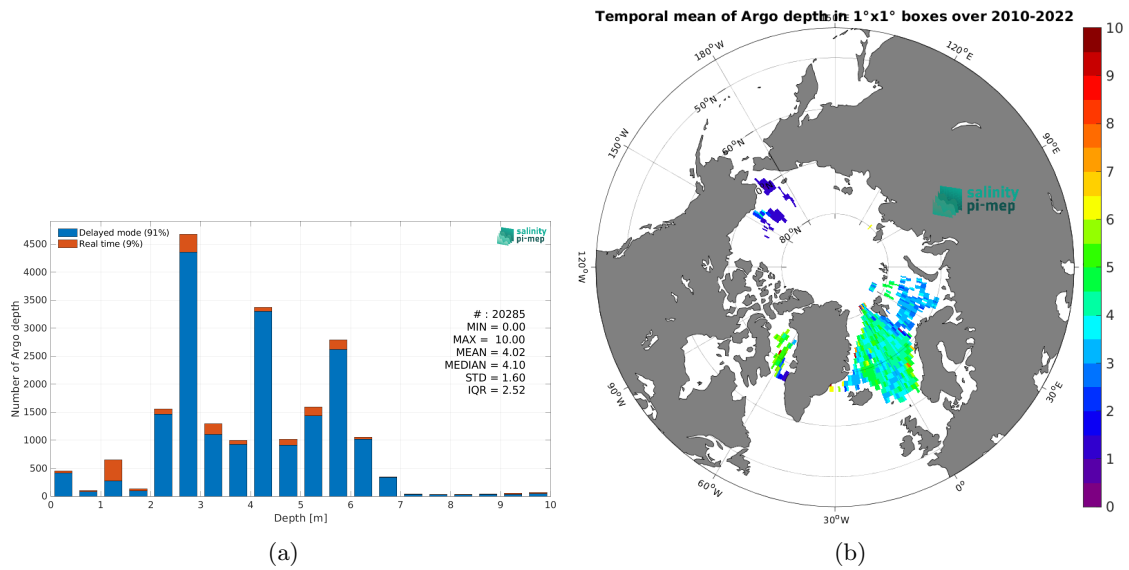 Temporal mean of Argo depth in 1°x1° boxes over 2010-2022
Delayed mode (91%)
Real time (9%)
salinity
pi-mep
# : 20285
MIN = 0.00
MAX = 10.00
MEAN = 4.02
MEDIAN = 4.10
STD = 1.60
IQR = 2.52
Number of Argo depth
4500
4000
3500
3000
2500
2000
1500
1000
500
0
0 1 2 3 4 5 6 7 8 9 10
Depth [m]
(a)
180°W
120°E
150°W
50°N
60°N
90°E
80°N
salinity
pi-mep
120°W
90°W
30°E
60°W
0°
30°W
10
9
8
7
6
5
4
3
2
1
0
(b)